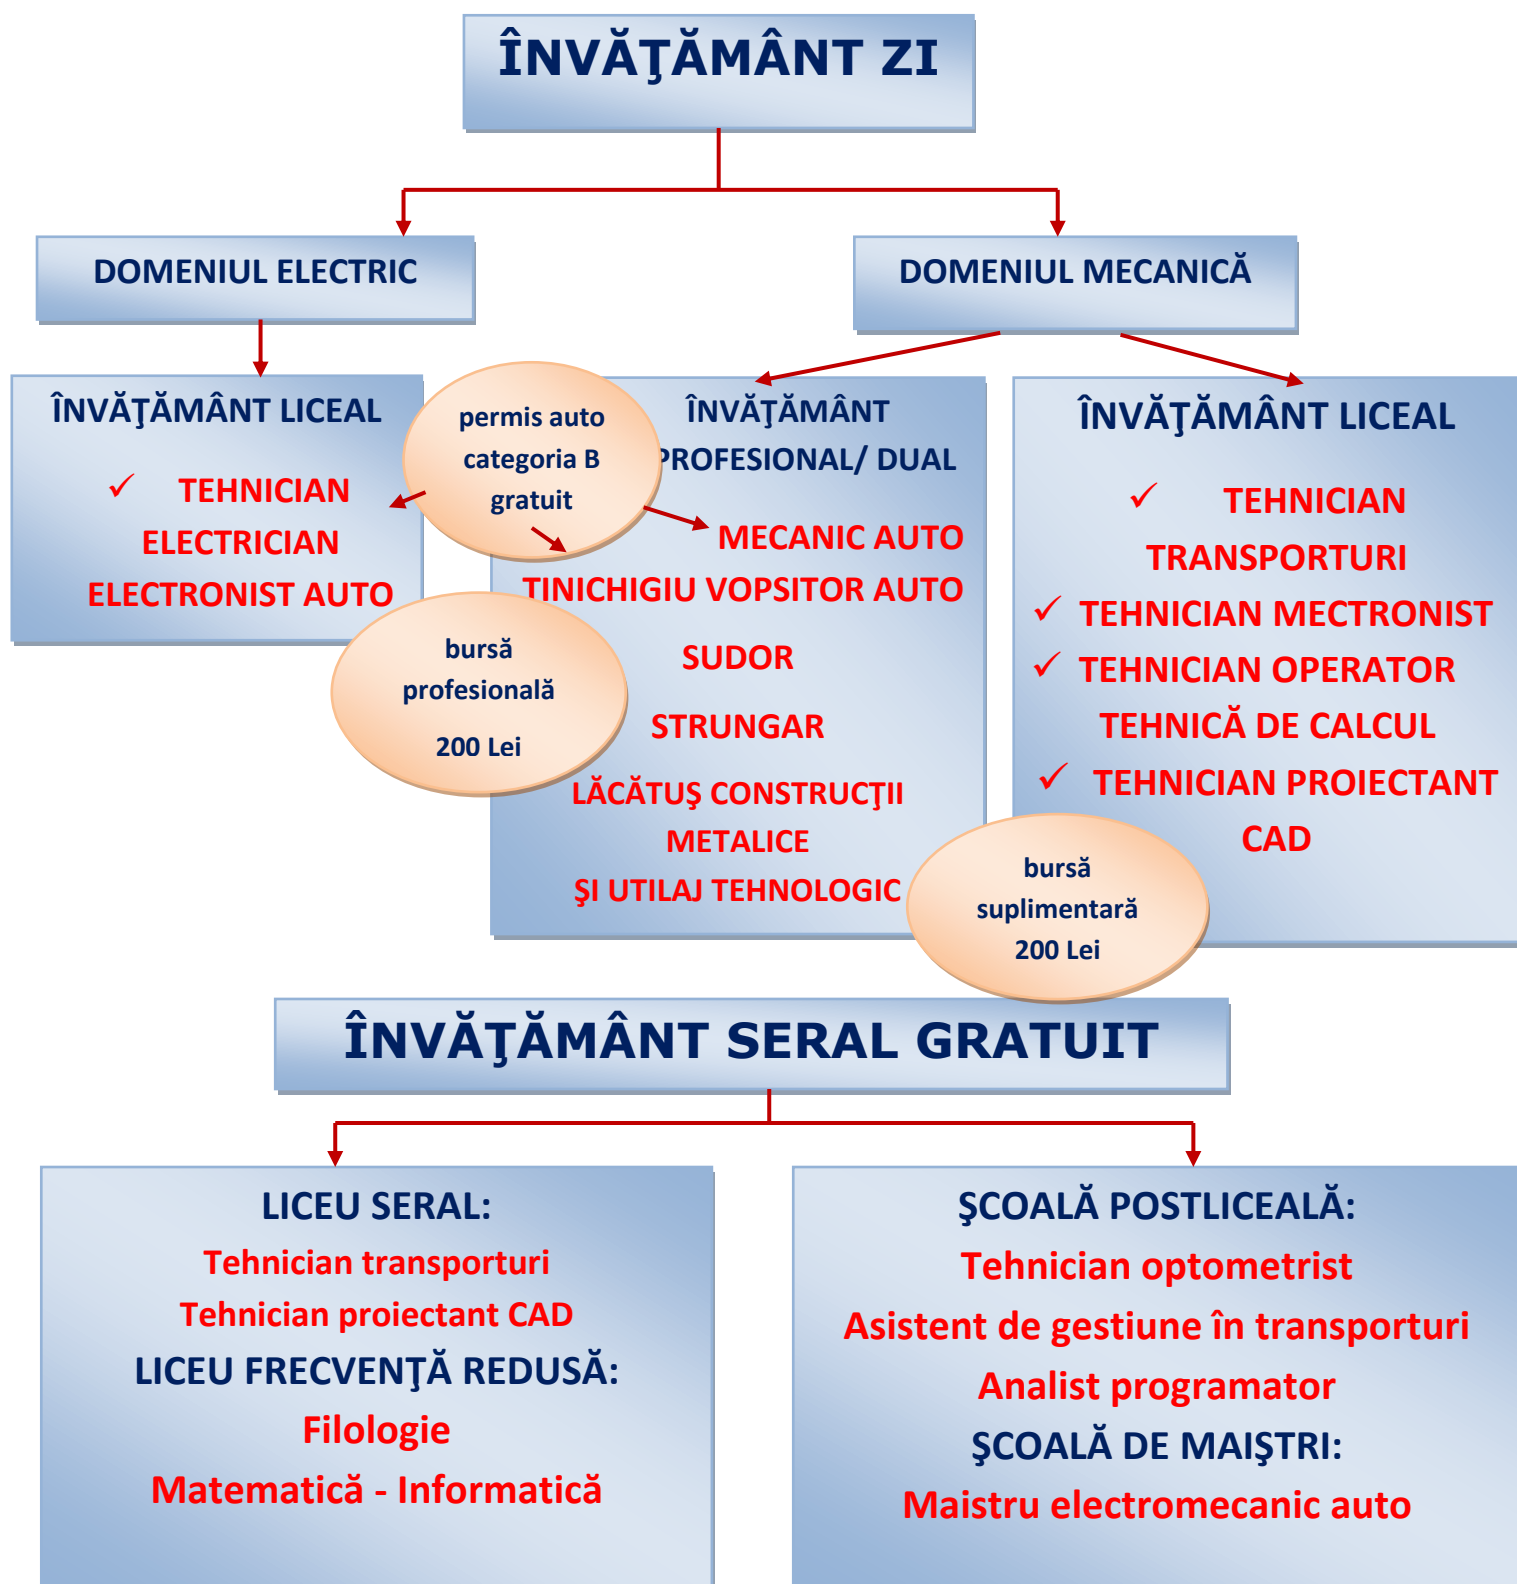 ÎNVĂŢĂMÂNT ZI
DOMENIUL ELECTRIC
DOMENIUL MECANICĂ
ÎNVĂŢĂMÂNT LICEAL
✓ TEHNICIAN
ELECTRICIAN
ELECTRONIST AUTO
permis auto
categoria B
gratuit
bursă
profesională
200 Lei
ÎNVĂŢĂMÂNT
PROFESIONAL/ DUAL
MECANIC AUTO
TINICHIGIU VOPSITOR AUTO
SUDOR
STRUNGAR
LĂCĂTUŞ CONSTRUCŢII
METALICE
ŞI UTILAJ TEHNOLOGIC
ÎNVĂŢĂMÂNT LICEAL
✓ TEHNICIAN
TRANSPORTURI
✓ TEHNICIAN MECTRONIST
✓ TEHNICIAN OPERATOR
TEHNICĂ DE CALCUL
✓ TEHNICIAN PROIECTANT
CAD
bursă
suplimentară
200 Lei
ÎNVĂŢĂMÂNT SERAL GRATUIT
LICEU SERAL:
Tehnician transporturi
Tehnician proiectant CAD
LICEU FRECVENŢĂ REDUSĂ:
Filologie
Matematică - Informatică
ŞCOALĂ POSTLICEALĂ:
Tehnician optometrist
Asistent de gestiune în transporturi
Analist programator
ŞCOALĂ DE MAIŞTRI:
Maistru electromecanic auto